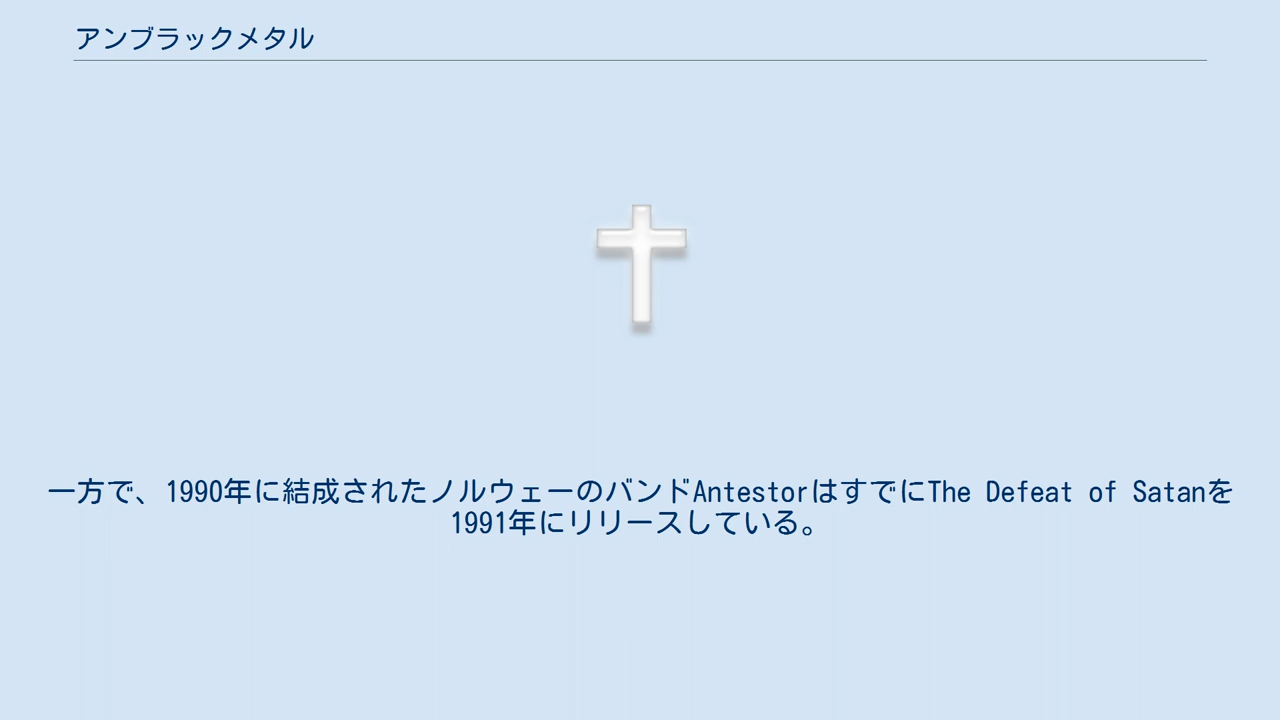 アンブラックメタル
一方で、1990年に結成されたノルウェーのバンドAntestorはすでにThe Defeat of Satanを
1991年にリリースしている。